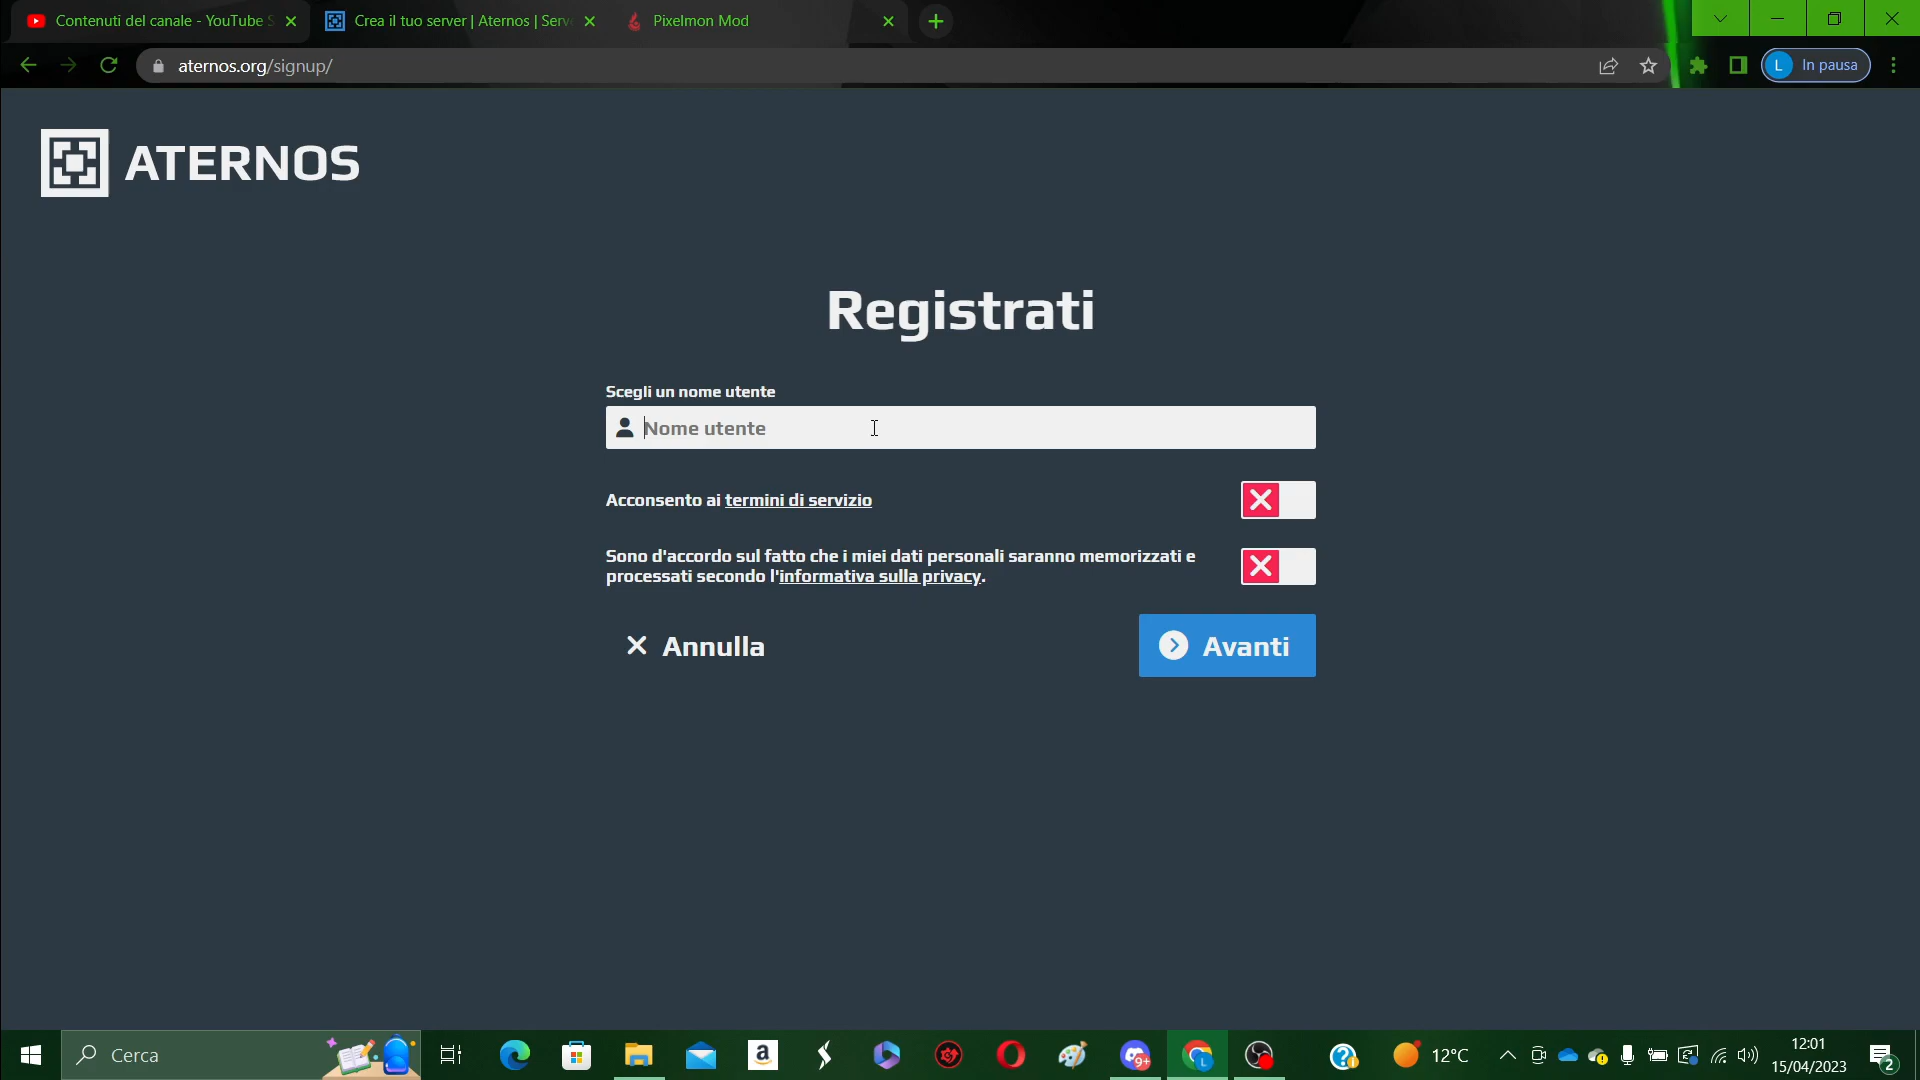 Contenuti del canale - YouTube S
Crea il tuo server | Aternos | Serv
Pixelmon Mod
aternos.org/signup/
L In pausa
ATERNOS
Registrati
Scegli un nome utente
Nome utente
Acconsento ai termini di servizio
Sono d'accordo sul fatto che i miei dati personali saranno memorizzati e
processati secondo l'informativa sulla privacy.
Annulla
Avanti
Cerca
a
9+
L
12°C
12:01
15/04/2023
2